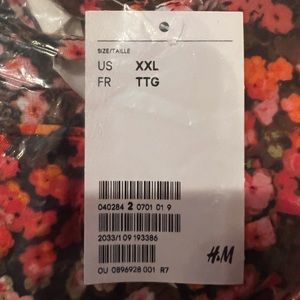 SIZE/TAILLE
US XXL
FR TTG
040284 2 0701 01 9
2033/1 09 193386
OU 0896928 001 R7
H&M